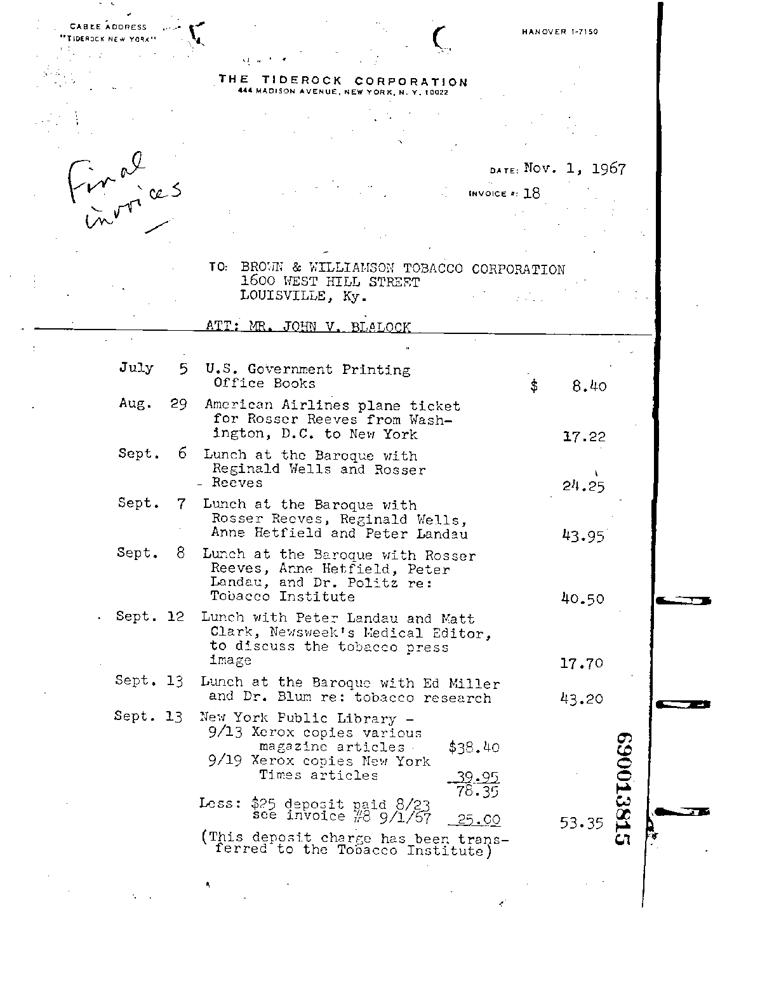 CABLE ADDRESS
"TIDEROCK NEW YORK"
HANOVER 1-7150
THE TIDEROCK CORPORATION
444 MADISON AVENUE, NEW YORK, N. Y. 10022
Final
invoices
DATE: Nov. 1, 1967
INVOICE #: 18
TO: BROWN & WILLIAMSON TOBACCO CORPORATION
1600 WEST HILL STREET
LOUISVILLE, Ky.
ATT: MR. JOHN V. BLALOCK
July 5 U.S. Government Printing
Office Books $ 8.40
Aug. 29 American Airlines plane ticket
for Rosser Reeves from Wash-
ington, D.C. to New York 17.22
Sept. 6 Lunch at the Baroque with
Reginald Wells and Rosser
- Reeves 24.25
Sept. 7 Lunch at the Baroque with
Rosser Reeves, Reginald Wells,
Anne Hetfield and Peter Landau 43.95
Sept. 8 Lunch at the Baroque with Rosser
Reeves, Anne Hetfield, Peter
Landau, and Dr. Politz re:
Tobacco Institute 40.50
Sept. 12 Lunch with Peter Landau and Matt
Clark, Newsweek's Medical Editor,
to discuss the tobacco press
image 17.70
Sept. 13 Lunch at the Baroque with Ed Miller
and Dr. Blum re: tobacco research 43.20
Sept. 13 New York Public Library -
9/13 Xerox copies various
magazine articles $38.40
9/19 Xerox copies New York
Times articles 39.95
78.35
Less: $25 deposit paid 8/23
see invoice #8 9/1/67 25.00 53.35
(This deposit charge has been trans-
ferred to the Tobacco Institute)
690013815